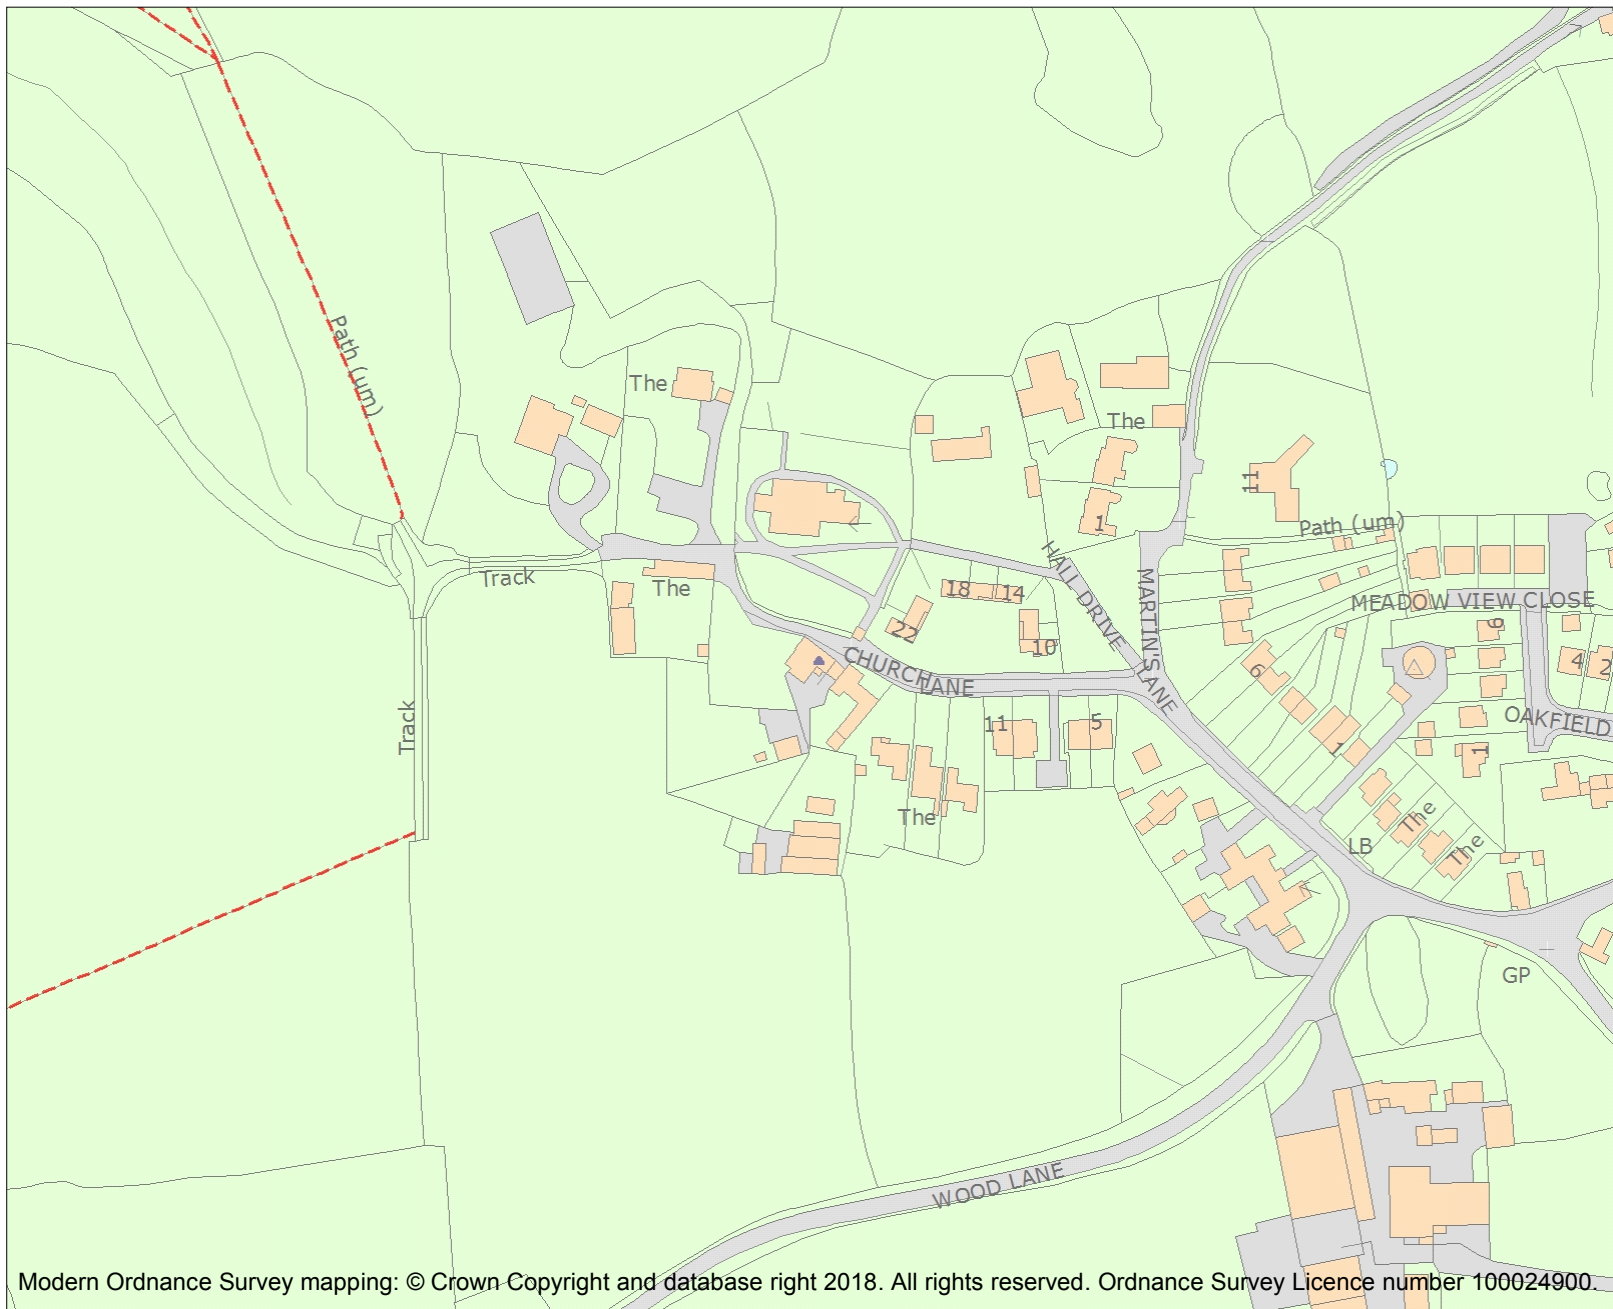 Path (um)
The
The
11
1
Path (um)
HALL DRIVE
MARTIN'S LANE
Track
The
18
14
MEADOW VIEW CLOSE
22
10
9
CHURCH LANE
6
4
2
Track
11
5
OAKFIELD
1
1
The
The
The
LB
GP
WOOD LANE
Modern Ordnance Survey mapping: © Crown Copyright and database right 2018. All rights reserved. Ordnance Survey Licence number 100024900.